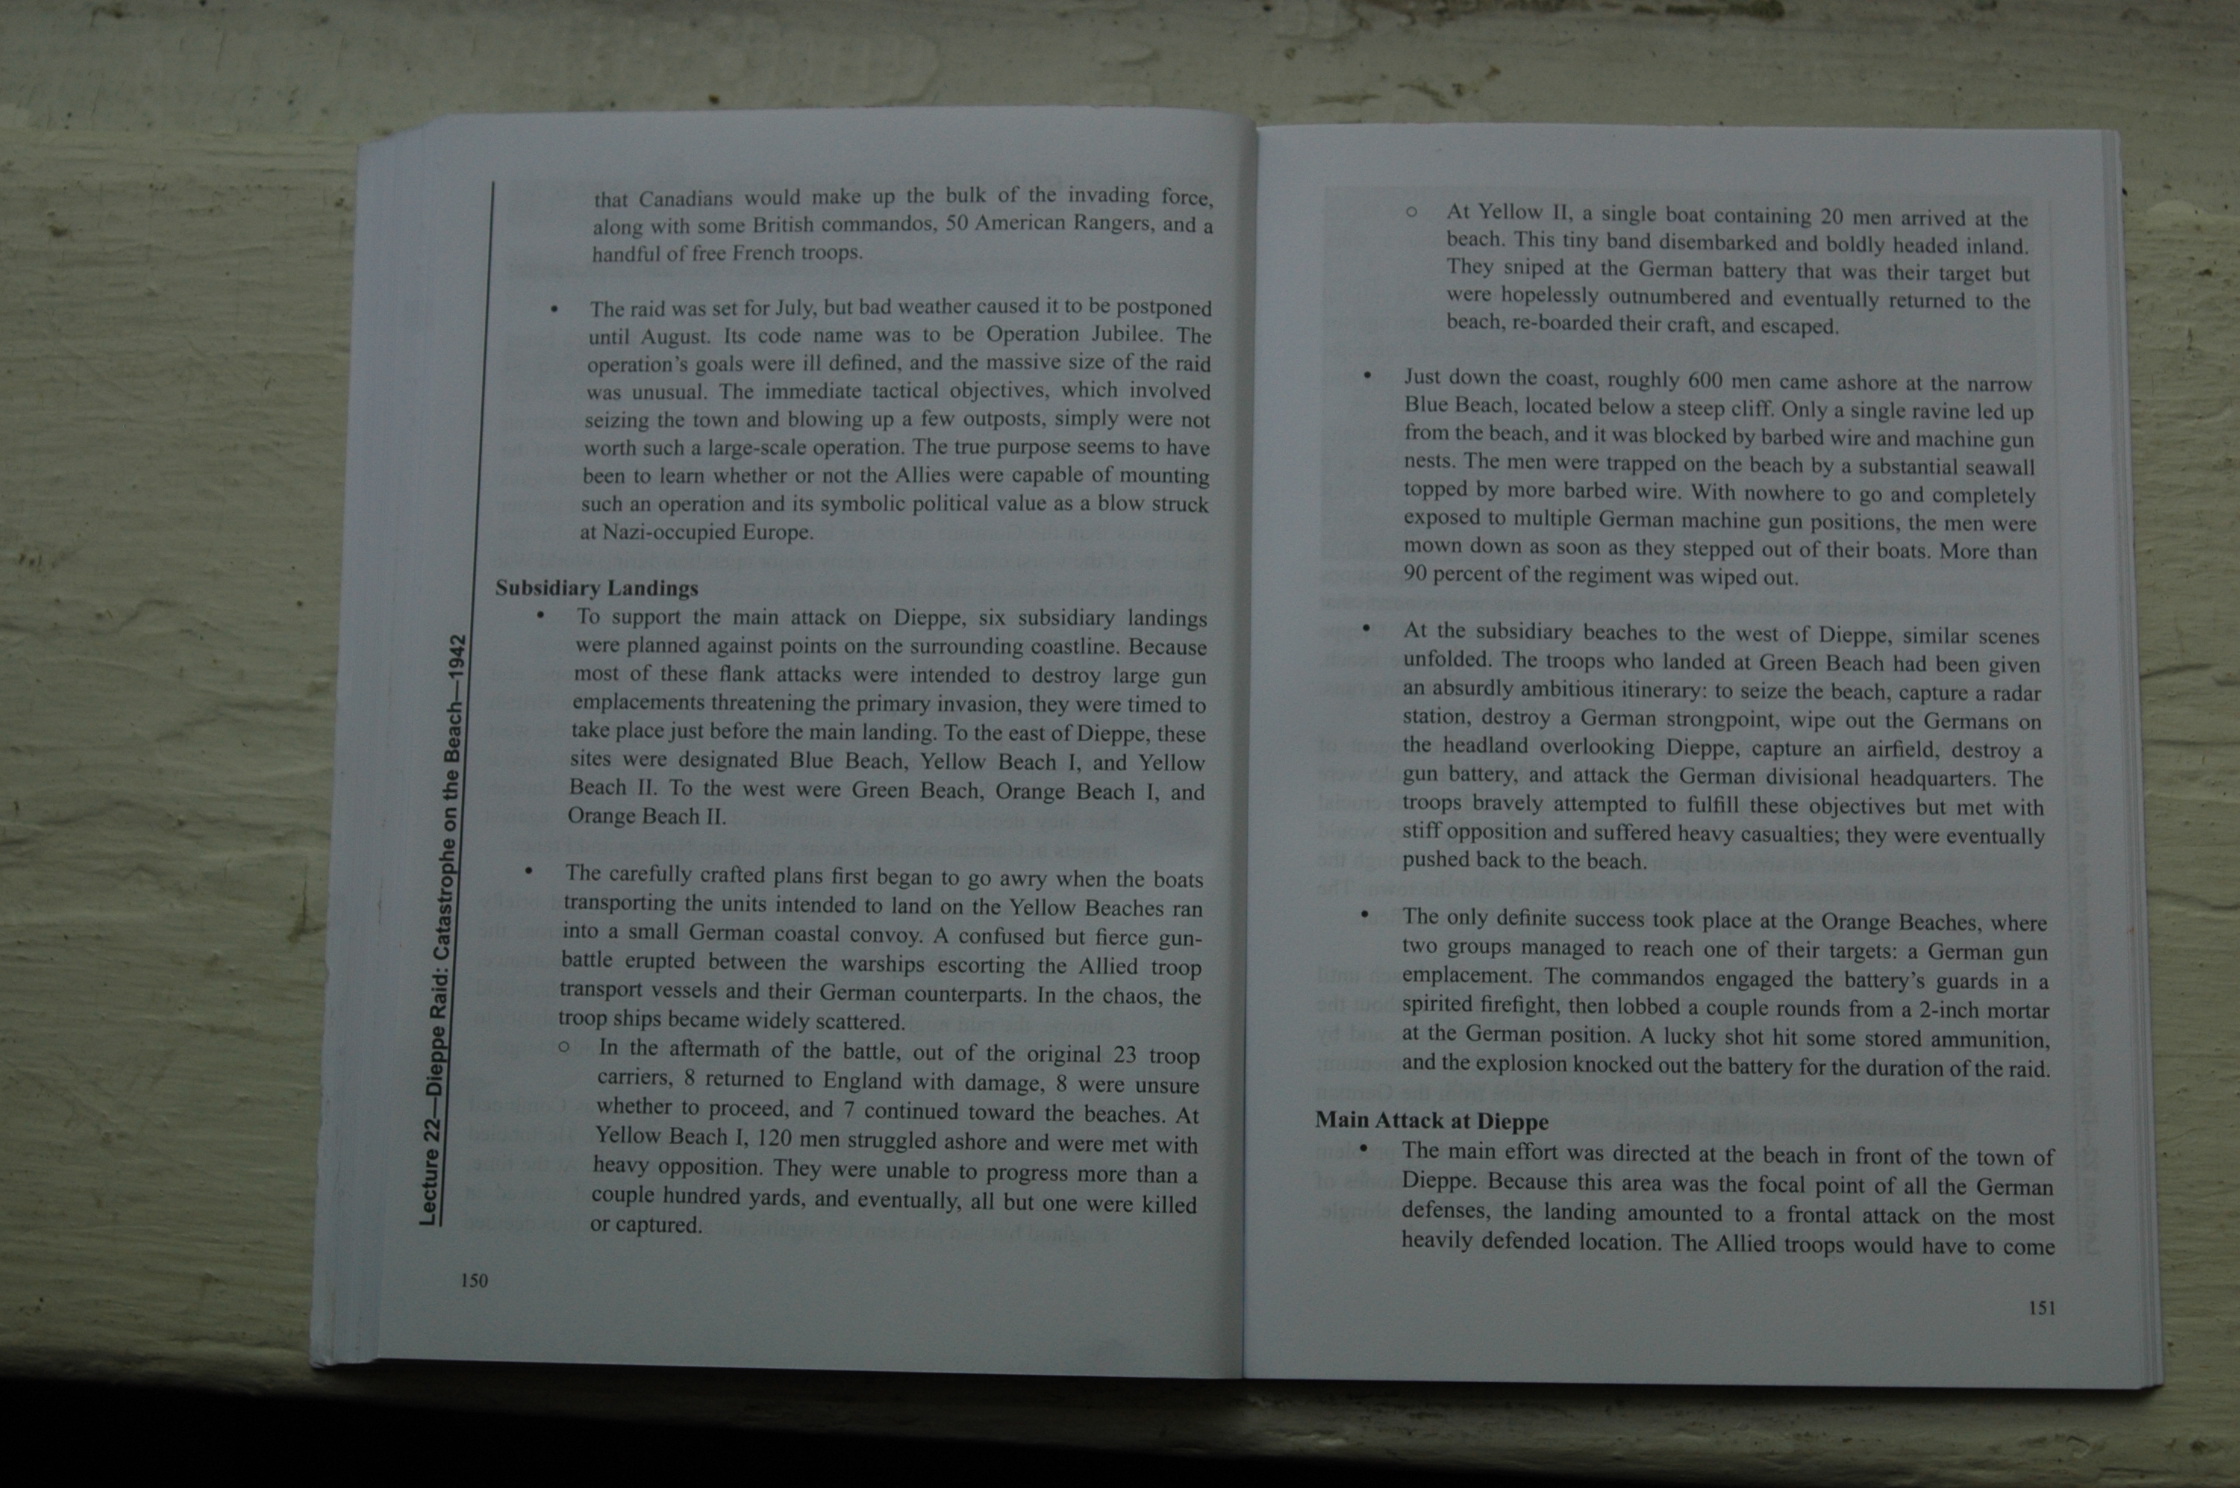 that Canadians would make up the bulk of the invading force,
along with some British commandos, 50 American Rangers, and a
handful of free French troops.
• The raid was set for July, but bad weather caused it to be postponed
until August. Its code name was to be Operation Jubilee. The
operation's goals were ill defined, and the massive size of the raid
was unusual. The immediate tactical objectives, which involved
seizing the town and blowing up a few outposts, simply were not
worth such a large-scale operation. The true purpose seems to have
been to learn whether or not the Allies were capable of mounting
such an operation and its symbolic political value as a blow struck
at Nazi-occupied Europe.
Subsidiary Landings
• To support the main attack on Dieppe, six subsidiary landings
were planned against points on the surrounding coastline. Because
most of these flank attacks were intended to destroy large gun
emplacements threatening the primary invasion, they were timed to
take place just before the main landing. To the east of Dieppe, these
sites were designated Blue Beach, Yellow Beach I, and Yellow
Beach II. To the west were Green Beach, Orange Beach I, and
Orange Beach II.
• The carefully crafted plans first began to go awry when the boats
transporting the units intended to land on the Yellow Beaches ran
into a small German coastal convoy. A confused but fierce gun-
battle erupted between the warships escorting the Allied troop
transport vessels and their German counterparts. In the chaos, the
troop ships became widely scattered.
○ In the aftermath of the battle, out of the original 23 troop
carriers, 8 returned to England with damage, 8 were unsure
whether to proceed, and 7 continued toward the beaches. At
Yellow Beach I, 120 men struggled ashore and were met with
heavy opposition. They were unable to progress more than a
couple hundred yards, and eventually, all but one were killed
or captured.
Lecture 22—Dieppe Raid: Catastrophe on the Beach—1942
150
○ At Yellow II, a single boat containing 20 men arrived at the
beach. This tiny band disembarked and boldly headed inland.
They sniped at the German battery that was their target but
were hopelessly outnumbered and eventually returned to the
beach, re-boarded their craft, and escaped.
• Just down the coast, roughly 600 men came ashore at the narrow
Blue Beach, located below a steep cliff. Only a single ravine led up
from the beach, and it was blocked by barbed wire and machine gun
nests. The men were trapped on the beach by a substantial seawall
topped by more barbed wire. With nowhere to go and completely
exposed to multiple German machine gun positions, the men were
mown down as soon as they stepped out of their boats. More than
90 percent of the regiment was wiped out.
• At the subsidiary beaches to the west of Dieppe, similar scenes
unfolded. The troops who landed at Green Beach had been given
an absurdly ambitious itinerary: to seize the beach, capture a radar
station, destroy a German strongpoint, wipe out the Germans on
the headland overlooking Dieppe, capture an airfield, destroy a
gun battery, and attack the German divisional headquarters. The
troops bravely attempted to fulfill these objectives but met with
stiff opposition and suffered heavy casualties; they were eventually
pushed back to the beach.
• The only definite success took place at the Orange Beaches, where
two groups managed to reach one of their targets: a German gun
emplacement. The commandos engaged the battery's guards in a
spirited firefight, then lobbed a couple rounds from a 2-inch mortar
at the German position. A lucky shot hit some stored ammunition,
and the explosion knocked out the battery for the duration of the raid.
Main Attack at Dieppe
• The main effort was directed at the beach in front of the town of
Dieppe. Because this area was the focal point of all the German
defenses, the landing amounted to a frontal attack on the most
heavily defended location. The Allied troops would have to come
151